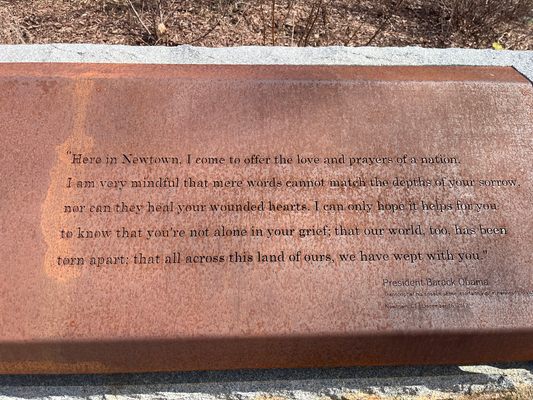 "Here in Newtown, I come to offer the love and prayers of a nation.
I am very mindful that mere words cannot match the depths of your sorrow,
nor can they heal your wounded hearts. I can only hope it helps for you
to know that you're not alone in your grief; that our world, too, has been
torn apart; that all across this land of ours, we have wept with you."
President Barack Obama